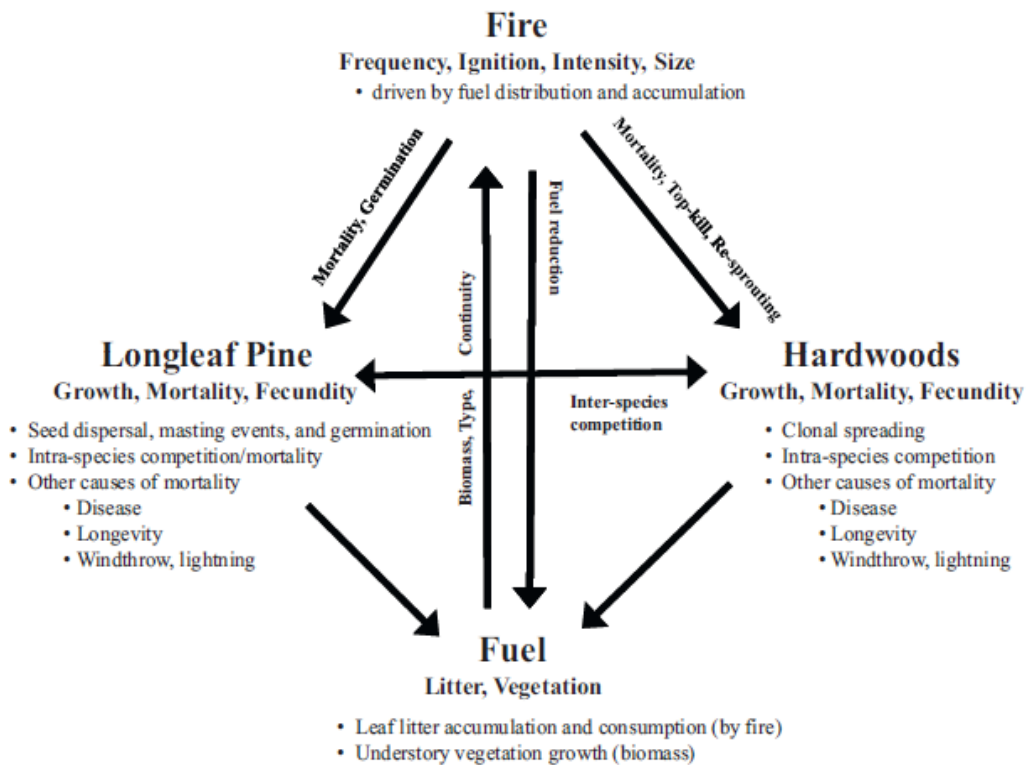 Fire
Frequency, Ignition, Intensity, Size
• driven by fuel distribution and accumulation
Mortality, Germination
Mortality, Top-kill, Re-sprouting
Fuel reduction
Biomass, Type, Continuity
Longleaf Pine
Growth, Mortality, Fecundity
• Seed dispersal, masting events, and germination
• Intra-species competition/mortality
• Other causes of mortality
• Disease
• Longevity
• Windthrow, lightning
Inter-species
competition
Hardwoods
Growth, Mortality, Fecundity
• Clonal spreading
• Intra-species competition
• Other causes of mortality
• Disease
• Longevity
• Windthrow, lightning
Fuel
Litter, Vegetation
• Leaf litter accumulation and consumption (by fire)
• Understory vegetation growth (biomass)